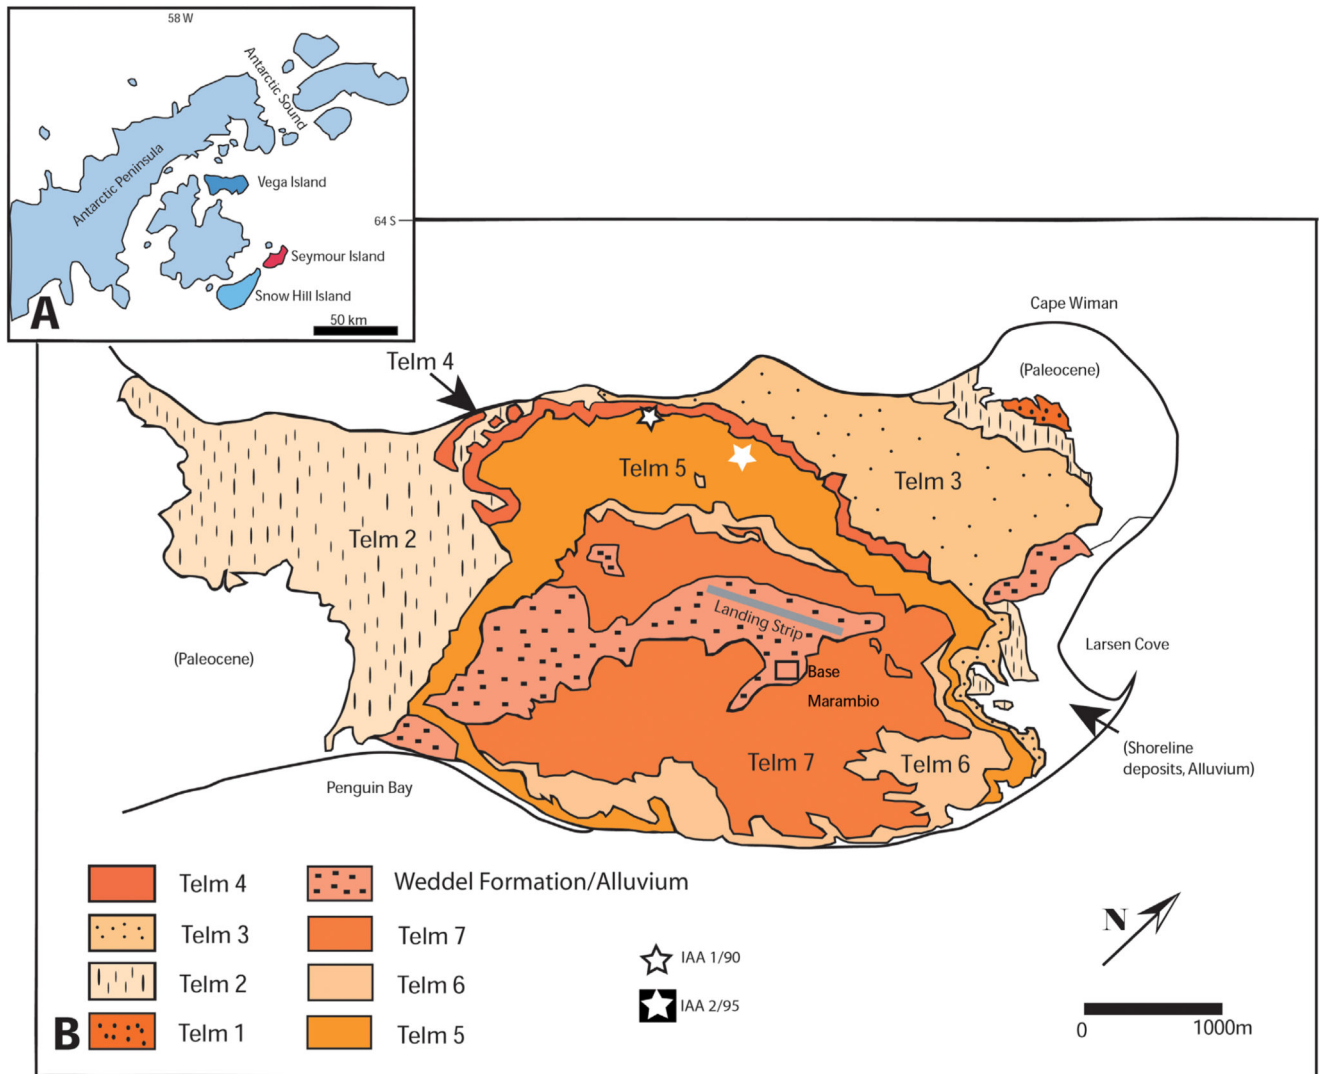 58 W
Antarctic Sound
Antarctic Peninsula
Vega Island
64 S
Seymour Island
Snow Hill Island
A
50 km
Cape Wiman
(Paleocene)
Telm 4
Telm 5
Telm 3
Telm 2
Landing Strip
(Paleocene)
Larsen Cove
Base
Marambio
Telm 7
Telm 6
(Shoreline
deposits, Alluvium)
Penguin Bay
Telm 4
Weddel Formation/Alluvium
Telm 3
Telm 7
Telm 2
Telm 6
Telm 1
Telm 5
B
IAA 1/90
IAA 2/95
N
0
1000m